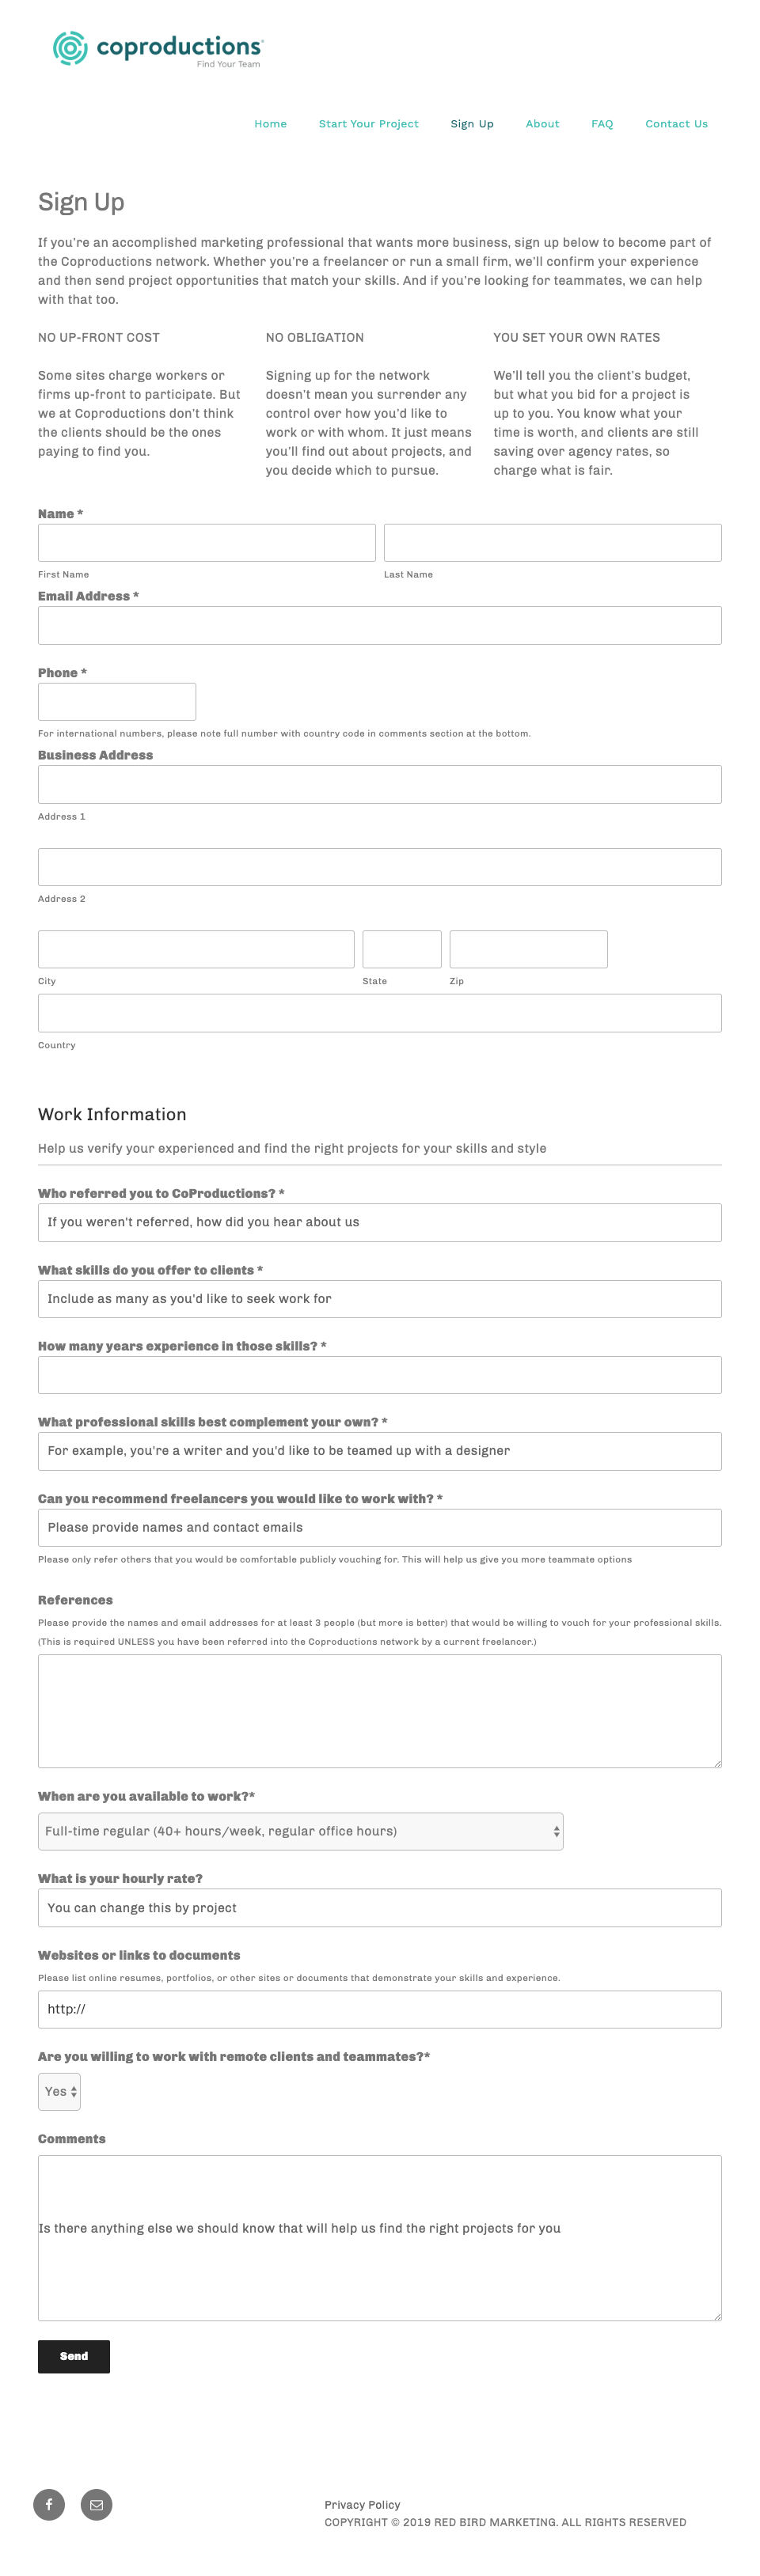 coproductions
Find Your Team
Home Start Your Project Sign Up About FAQ Contact Us
Sign Up
If you're an accomplished marketing professional that wants more business, sign up below to become part of
the Coproductions network. Whether you're a freelancer or run a small firm, we'll confirm your experience
and then send project opportunities that match your skills. And if you're looking for teammates, we can help
with that too.
NO UP-FRONT COST
Some sites charge workers or
firms up-front to participate. But
we at Coproductions don't think
the clients should be the ones
paying to find you.
NO OBLIGATION
Signing up for the network
doesn't mean you surrender any
control over how you'd like to
work or with whom. It just means
you'll find out about projects, and
you decide which to pursue.
YOU SET YOUR OWN RATES
We'll tell you the client's budget,
but what you bid for a project is
up to you. You know what your
time is worth, and clients are still
saving over agency rates, so
charge what is fair.
Name *
First Name Last Name
Email Address *
Phone *
For international numbers, please note full number with country code in comments section at the bottom.
Business Address
Address 1
Address 2
City State Zip
Country
Work Information
Help us verify your experienced and find the right projects for your skills and style
Who referred you to CoProductions? *
If you weren't referred, how did you hear about us
What skills do you offer to clients *
Include as many as you'd like to seek work for
How many years experience in those skills? *
What professional skills best complement your own? *
For example, you're a writer and you'd like to be teamed up with a designer
Can you recommend freelancers you would like to work with? *
Please provide names and contact emails
Please only refer others that you would be comfortable publicly vouching for. This will help us give you more teammate options
References
Please provide the names and email addresses for at least 3 people (but more is better) that would be willing to vouch for your professional skills.
(This is required UNLESS you have been referred into the Coproductions network by a current freelancer.)
When are you available to work?*
Full-time regular (40+ hours/week, regular office hours)
What is your hourly rate?
You can change this by project
Websites or links to documents
Please list online resumes, portfolios, or other sites or documents that demonstrate your skills and experience.
http://
Are you willing to work with remote clients and teammates?*
Yes
Comments
Is there anything else we should know that will help us find the right projects for you
Send
Privacy Policy
COPYRIGHT © 2019 RED BIRD MARKETING. ALL RIGHTS RESERVED